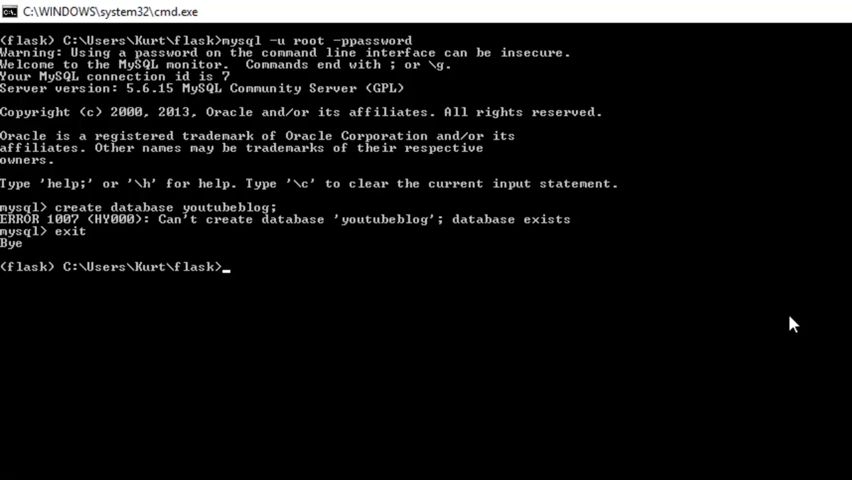 C:\WINDOWS\system32\cmd.exe
(flask) C:\Users\Kurt\flask>mysql -u root -ppassword
Warning: Using a password on the command line interface can be insecure.
Welcome to the MySQL monitor.  Commands end with ; or \g.
Your MySQL connection id is 7
Server version: 5.6.15 MySQL Community Server (GPL)
Copyright (c) 2000, 2013, Oracle and/or its affiliates. All rights reserved.
Oracle is a registered trademark of Oracle Corporation and/or its
affiliates. Other names may be trademarks of their respective
owners.
Type 'help;' or '\h' for help. Type '\c' to clear the current input statement.
mysql> create database youtubeblog;
ERROR 1007 (HY000): Can't create database 'youtubeblog'; database exists
mysql> exit
Bye
(flask) C:\Users\Kurt\flask>_